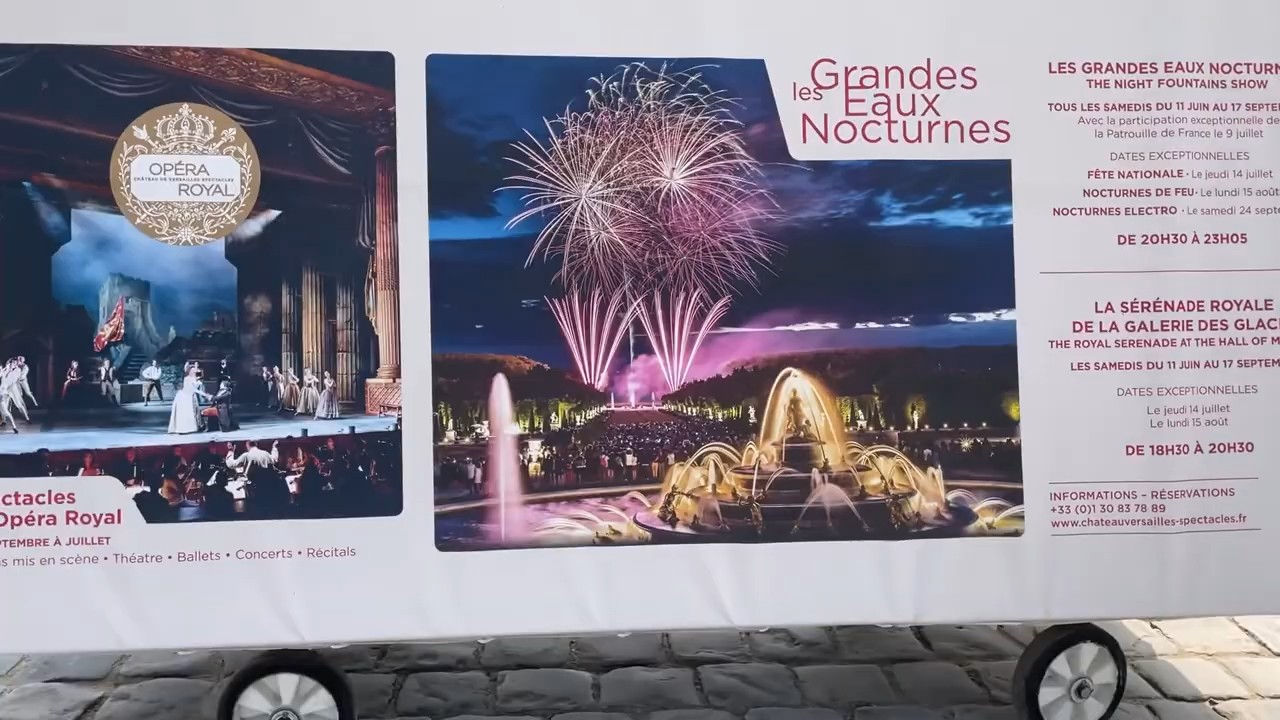 OPÉRA
CHÂTEAU DE VERSAILLES SPECTACLES
ROYAL
ctacles
Opéra Royal
PTEMBRE À JUILLET
s mis en scène • Théatre • Ballets • Concerts • Récitals
les Grandes
Eaux
Nocturnes
LES GRANDES EAUX NOCTURN
THE NIGHT FOUNTAINS SHOW
TOUS LES SAMEDIS DU 11 JUIN AU 17 SEPTE
Avec la participation exceptionnelle de
la Patrouille de France le 9 juillet
DATES EXCEPTIONNELLES
FÊTE NATIONALE • Le jeudi 14 juillet
NOCTURNES DE FEU • Le lundi 15 août
NOCTURNES ELECTRO • Le samedi 24 sept
DE 20H30 À 23H05
LA SÉRÉNADE ROYALE
DE LA GALERIE DES GLAC
THE ROYAL SERENADE AT THE HALL OF M
LES SAMEDIS DU 11 JUIN AU 17 SEPTEM
DATES EXCEPTIONNELLES
Le jeudi 14 juillet
Le lundi 15 août
DE 18H30 À 20H30
INFORMATIONS – RÉSERVATIONS
+33 (0)1 30 83 78 89
www.chateauversailles-spectacles.fr